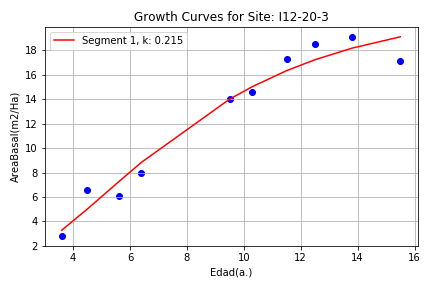 Growth Curves for Site: I12-20-3
Segment 1, k: 0.215
AreaBasal(m2/Ha)
18
16
14
12
10
8
6
4
2
4 6 8 10 12 14 16
Edad(a.)